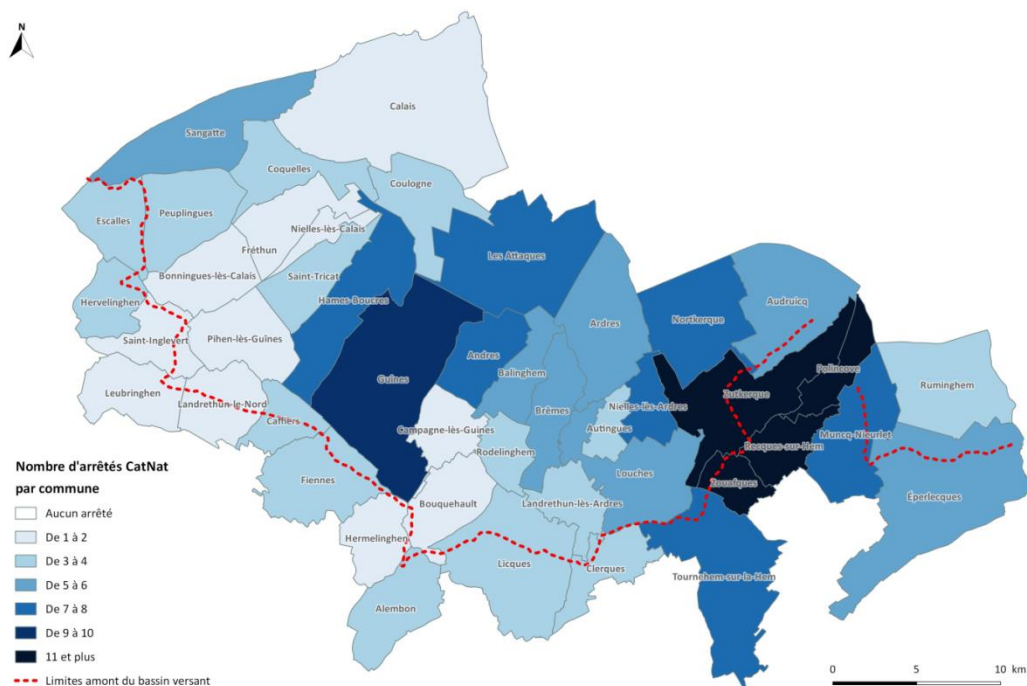 N
Calais
Sangatte
Coquelles
Coulogne
Escalles
Peuplingues
Nielles-lès-Calais
Fréthun
Les Attaques
Bonningues-lès-Calais
Saint-Tricat
Audruicq
Hervelinghen
Hames-Boucres
Nortkerque
Ardres
Saint-Inglevert
Pihen-lès-Guînes
Andres
Guînes
Balinghem
Polincove
Ruminghem
Leubringhen
Zutkerque
Landrethun-le-Nord
Brêmes
Nielles-lès-Ardres
Caffiers
Campagne-lès-Guines
Autingues
Muncq-Nieurlet
Rodelinghem
Recques-sur-Hem
Louches
Fiennes
Zouafques
Éperlecques
Bouquehault
Landrethun-lès-Ardres
Hermelinghen
Licques
Clerques
Tournehem-sur-la-Hem
Alembon
Nombre d'arrêtés CatNat
par commune
Aucun arrêté
De 1 à 2
De 3 à 4
De 5 à 6
De 7 à 8
De 9 à 10
11 et plus
Limites amont du bassin versant
0 5 10 km